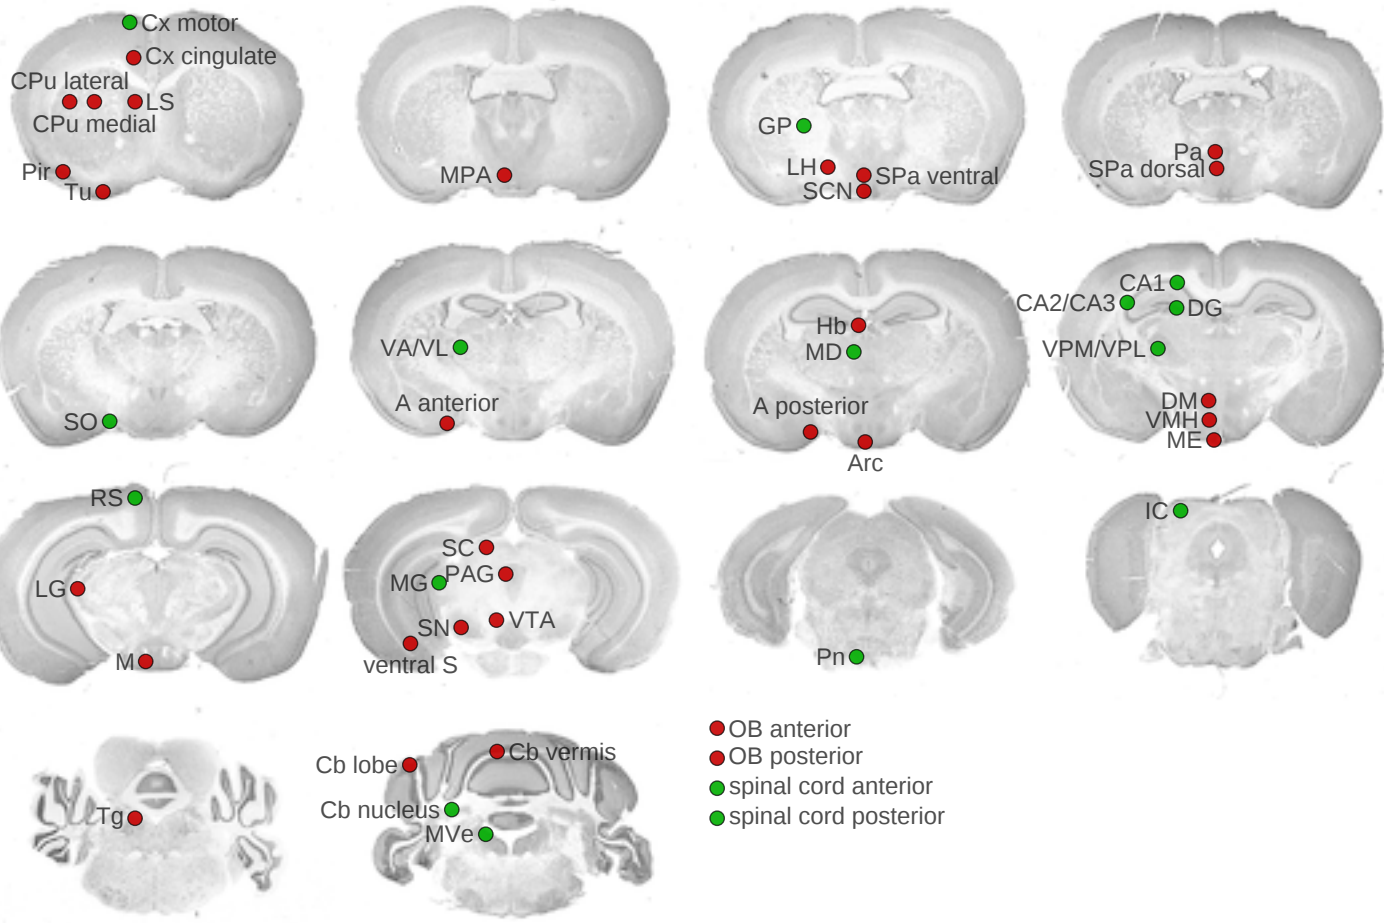 Cx motor
Cx cingulate
CPu lateral
LS
CPu medial
Pir
Tu
MPA
GP
LH
SPa ventral
SCN
Pa
SPa dorsal
SO
VA/VL
A anterior
Hb
MD
A posterior
Arc
CA1
CA2/CA3
DG
VPM/VPL
DM
VMH
ME
RS
LG
M
SC
MG
PAG
SN
VTA
ventral S
Pn
IC
Tg
Cb lobe
Cb vermis
Cb nucleus
MVe
OB anterior
OB posterior
spinal cord anterior
spinal cord posterior